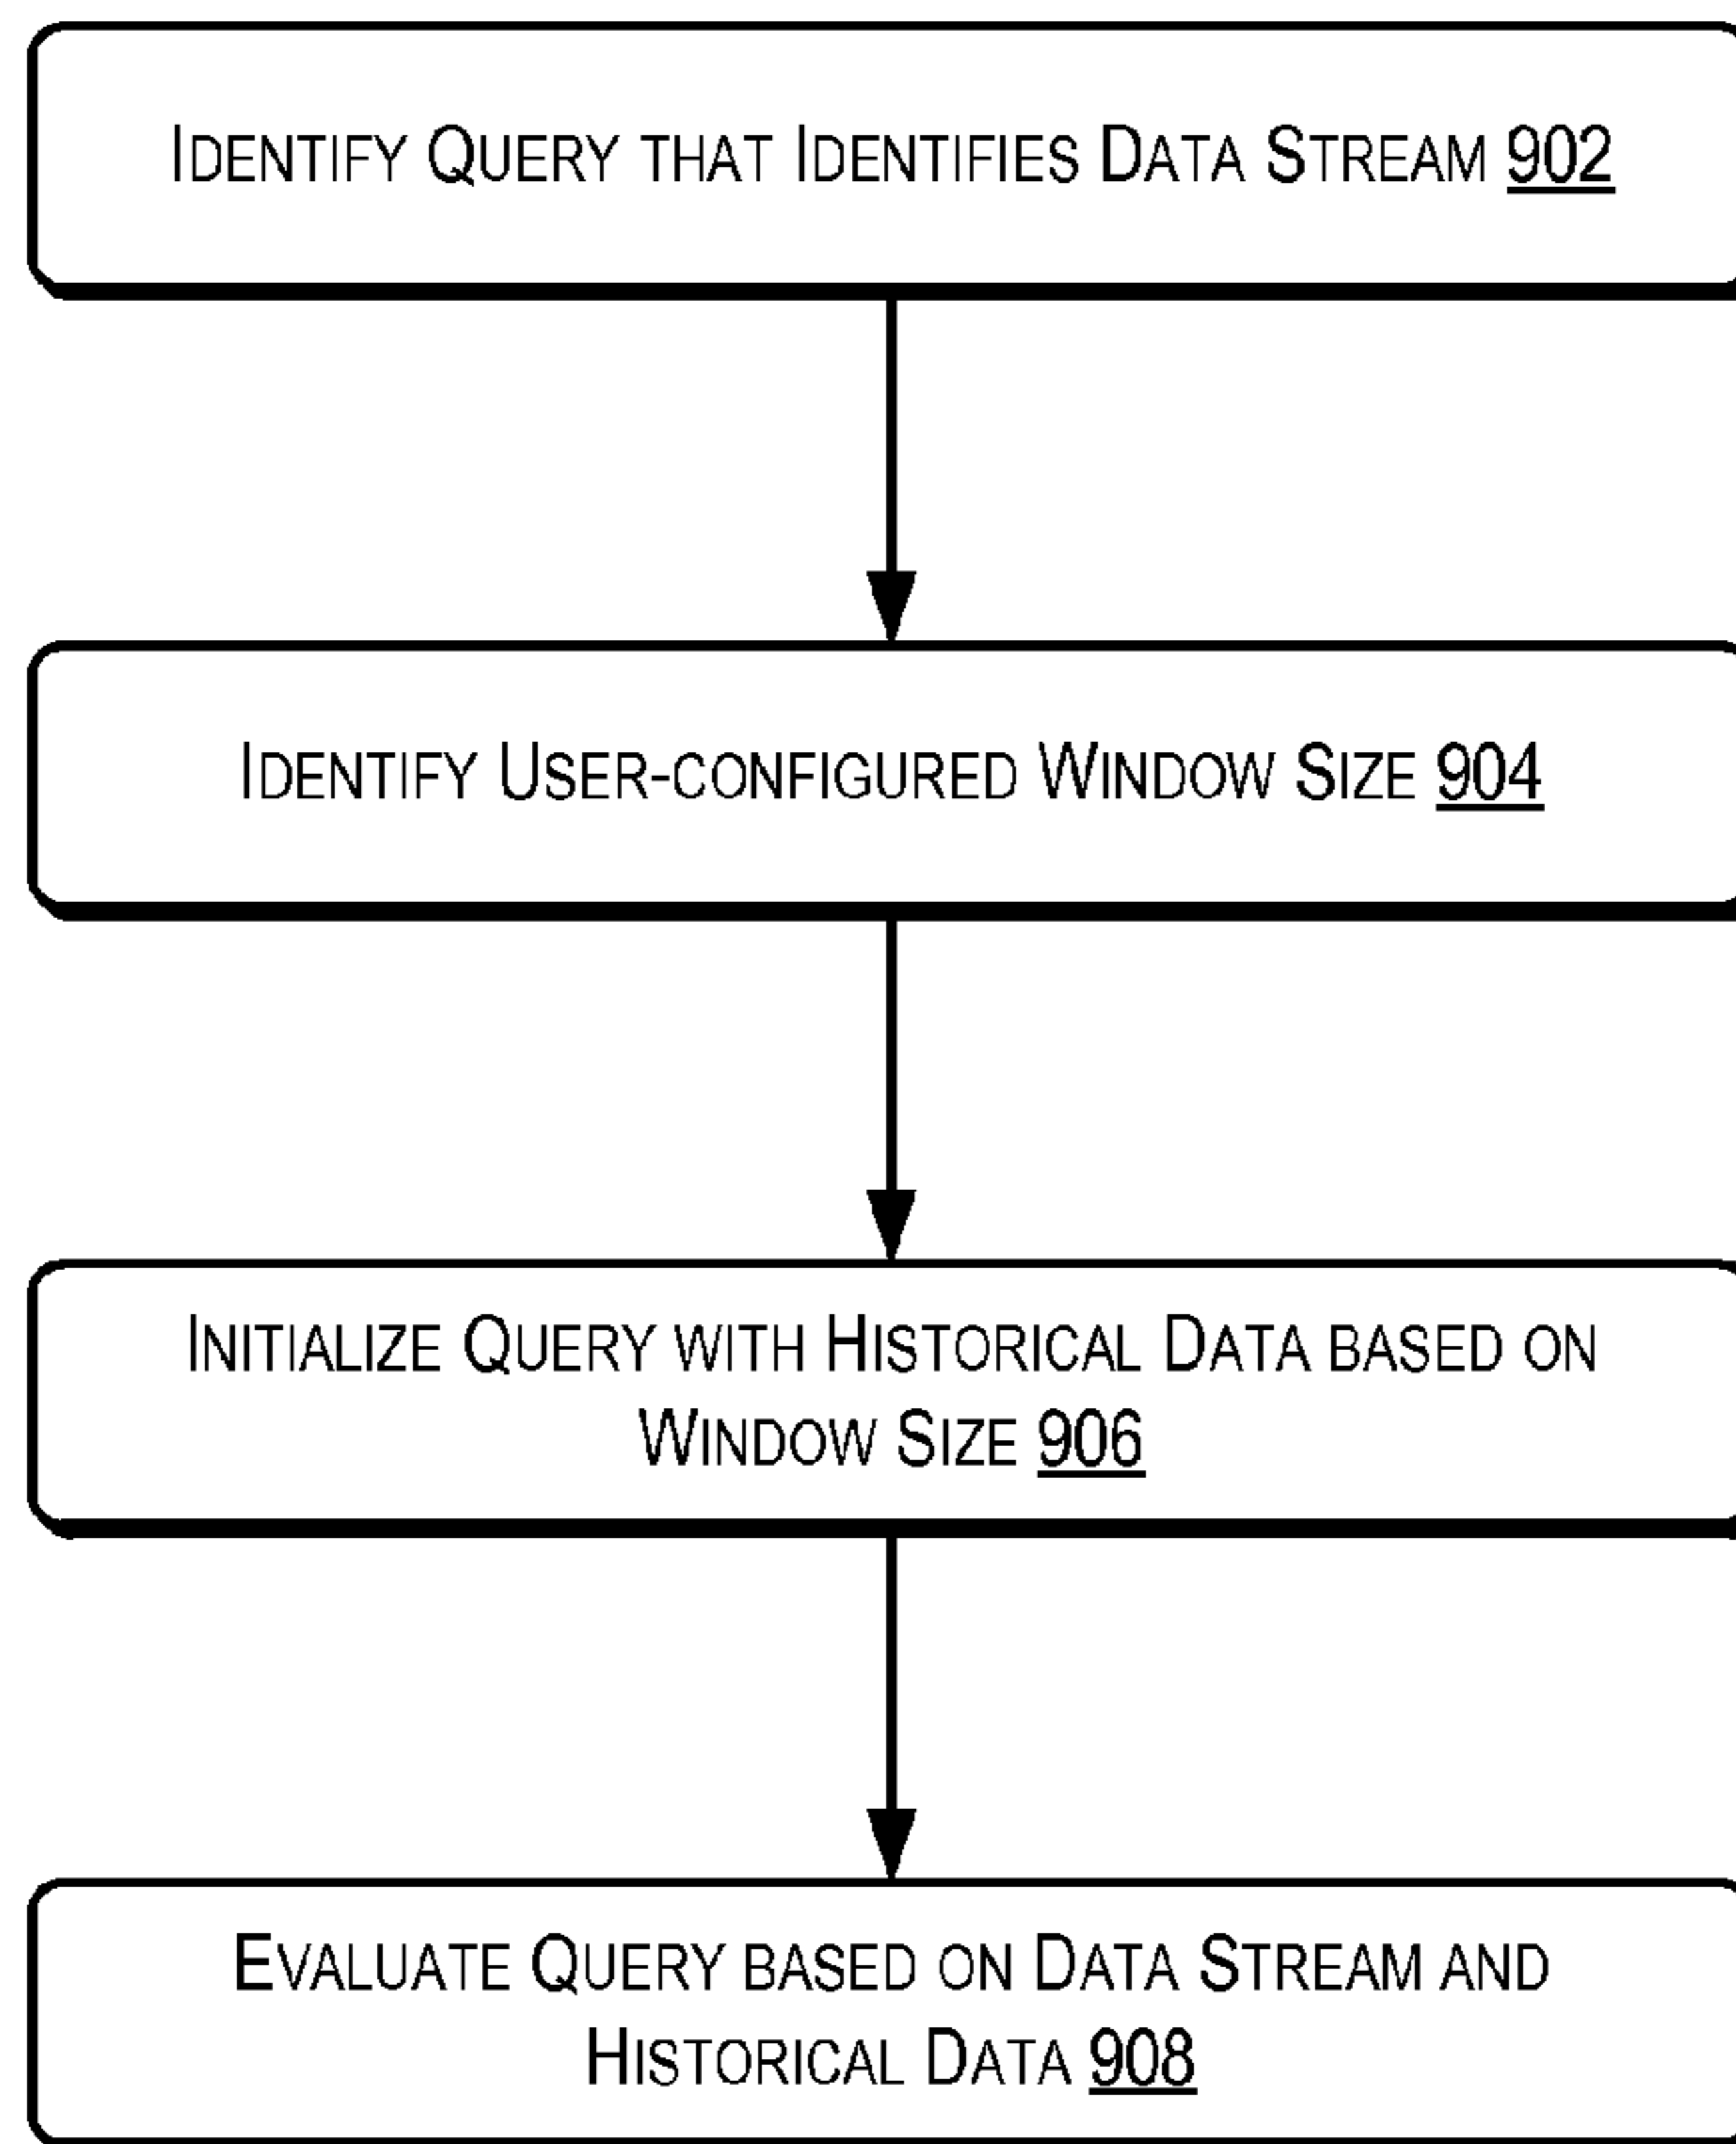 IDENTIFY QUERY THAT IDENTIFIES DATA STREAM 902
IDENTIFY USER-CONFIGURED WINDOW SIZE 904
INITIALIZE QUERY WITH HISTORICAL DATA BASED ON
WINDOW SIZE 906
EVALUATE QUERY BASED ON DATA STREAM AND
HISTORICAL DATA 908